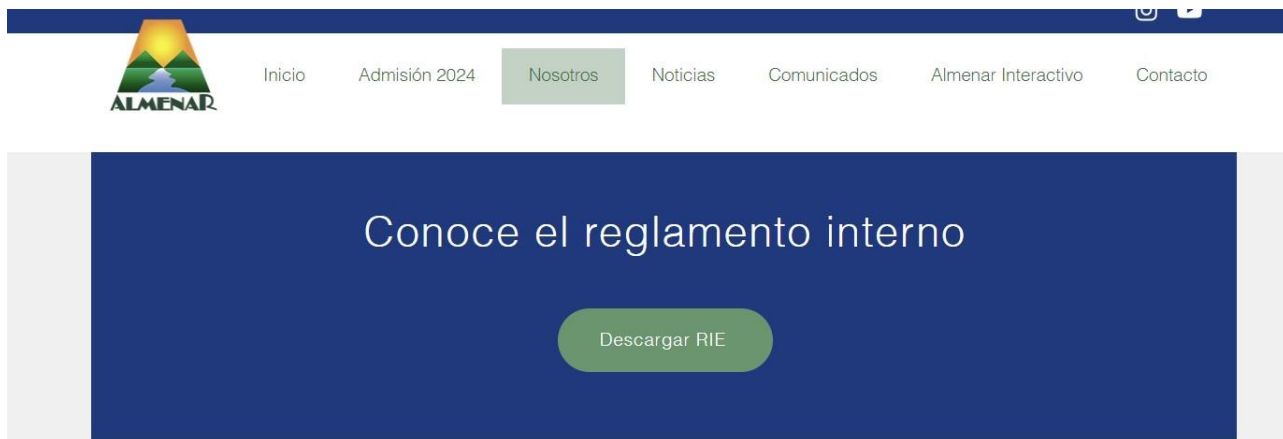 ALMENAR
Inicio Admisión 2024 Nosotros Noticias Comunicados Almenar Interactivo Contacto
Conoce el reglamento interno
Descargar RIE